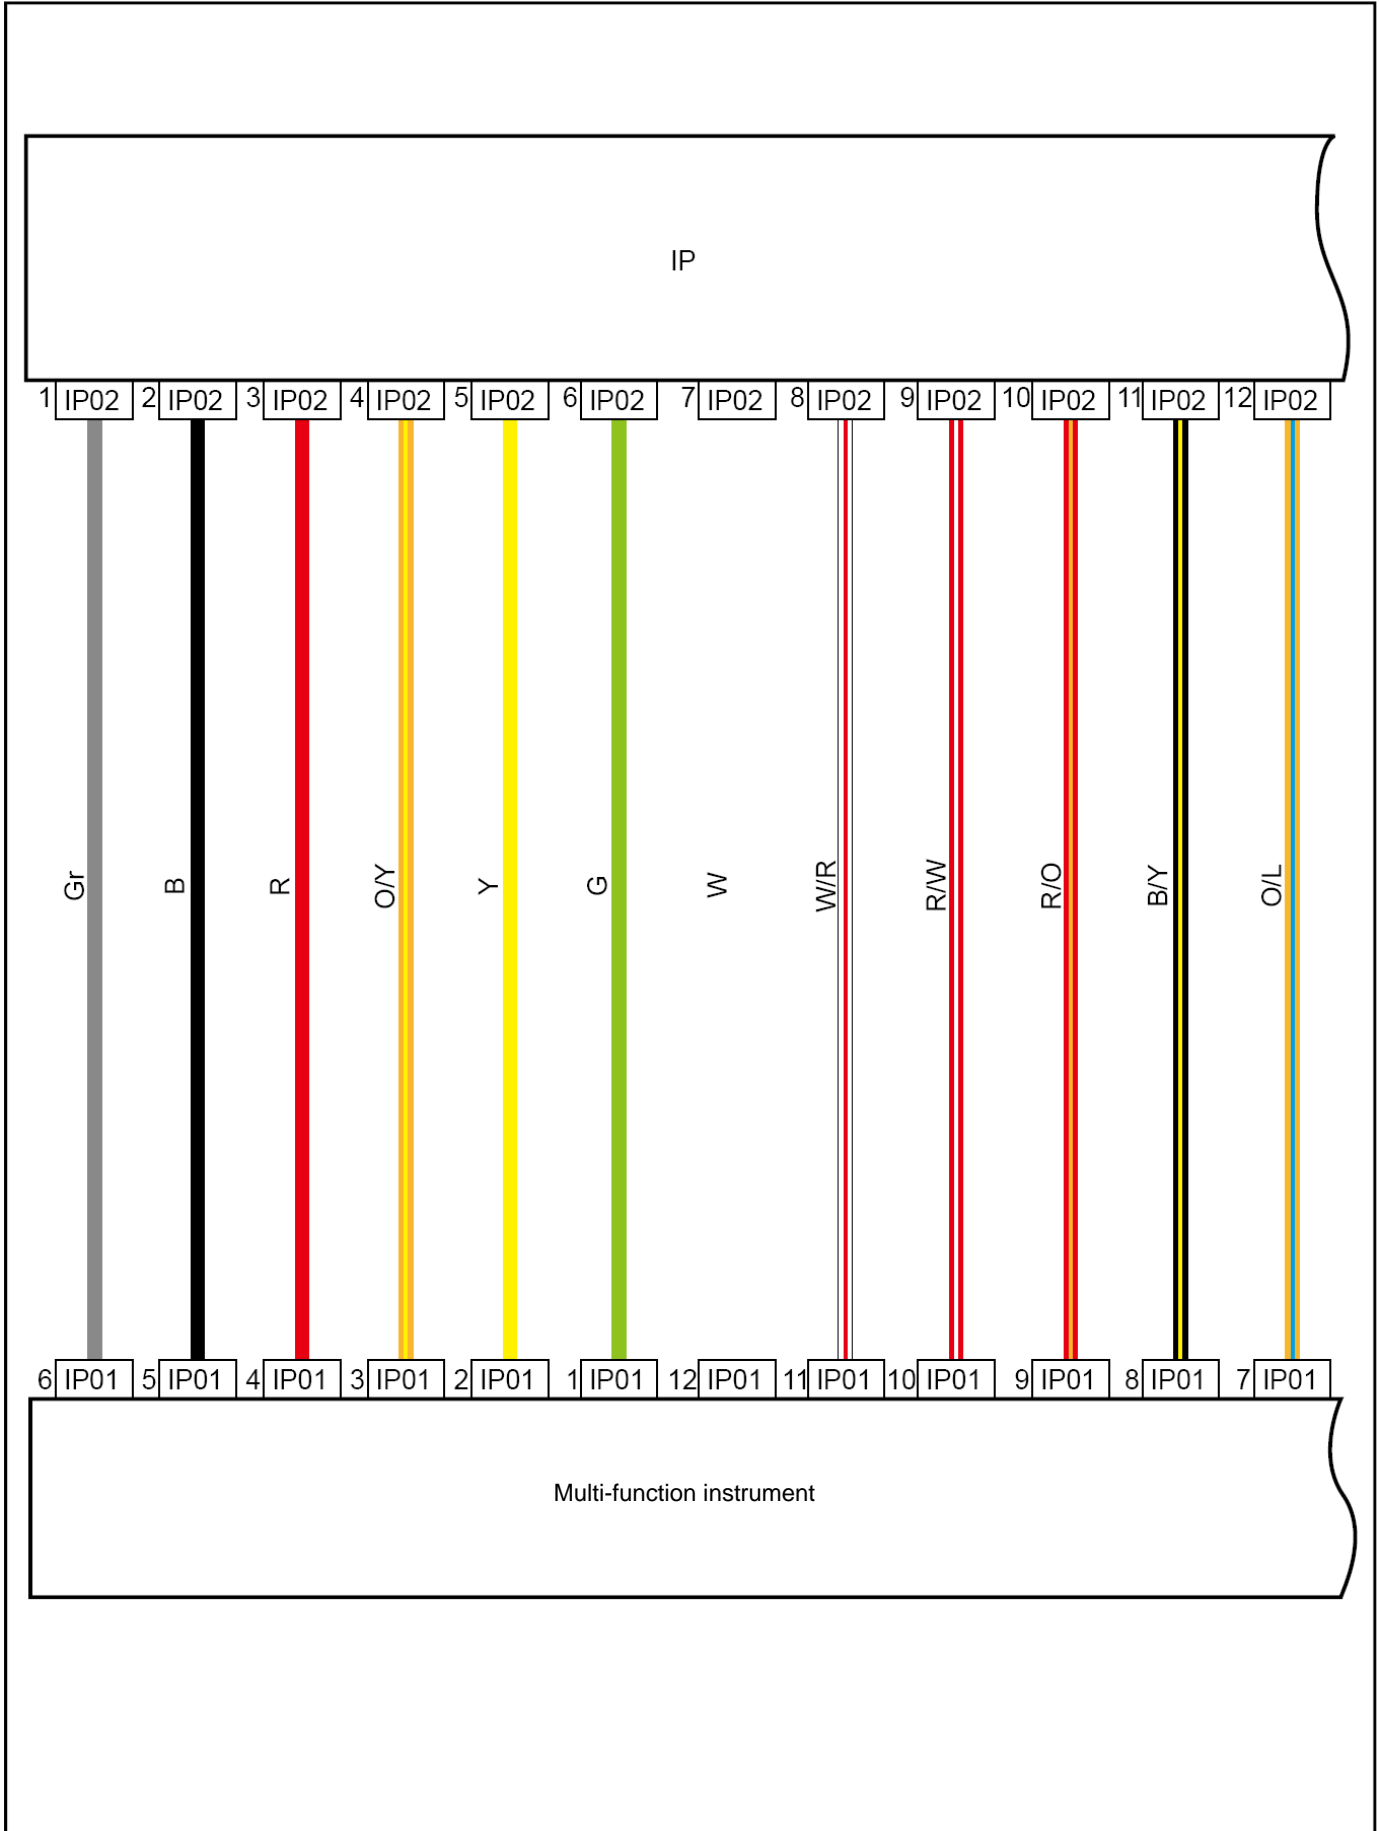 IP
1 IP02 2 IP02 3 IP02 4 IP02 5 IP02 6 IP02 7 IP02 8 IP02 9 IP02 10 IP02 11 IP02 12 IP02
Gr B R O/Y Y G W W/R R/W R/O B/Y O/L
6 IP01 5 IP01 4 IP01 3 IP01 2 IP01 1 IP01 12 IP01 11 IP01 10 IP01 9 IP01 8 IP01 7 IP01
Multi-function instrument